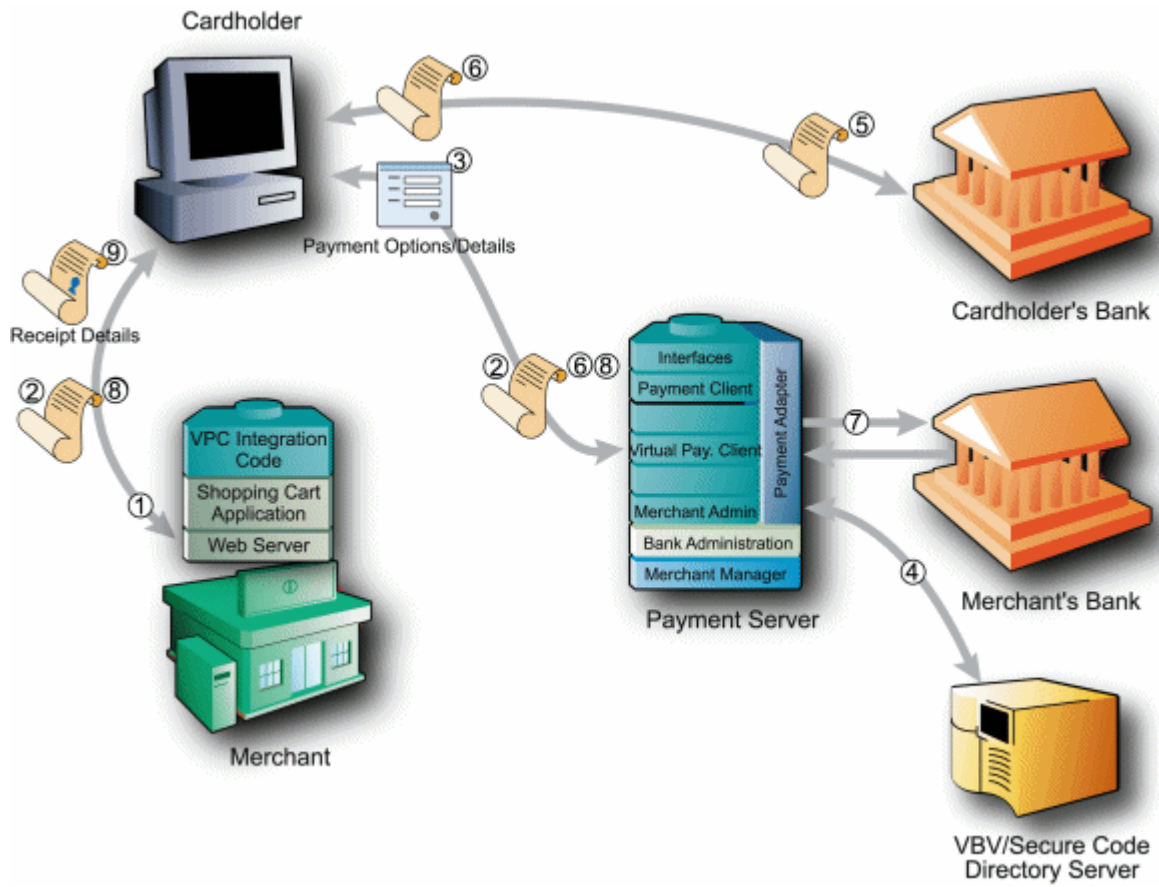 Cardholder
⑥
⑤
③
Payment Options/Details
Cardholder's Bank
⑨
Receipt Details
② ⑧
① 
VPC Integration
Code
Shopping Cart
Application
Web Server
Merchant
② ⑥ ⑧
Interfaces
Payment Client
Virtual Pay. Client
Merchant Admin
Payment Adapter
Bank Administration
Merchant Manager
Payment Server
⑦
Merchant's Bank
④
VBV/Secure Code
Directory Server